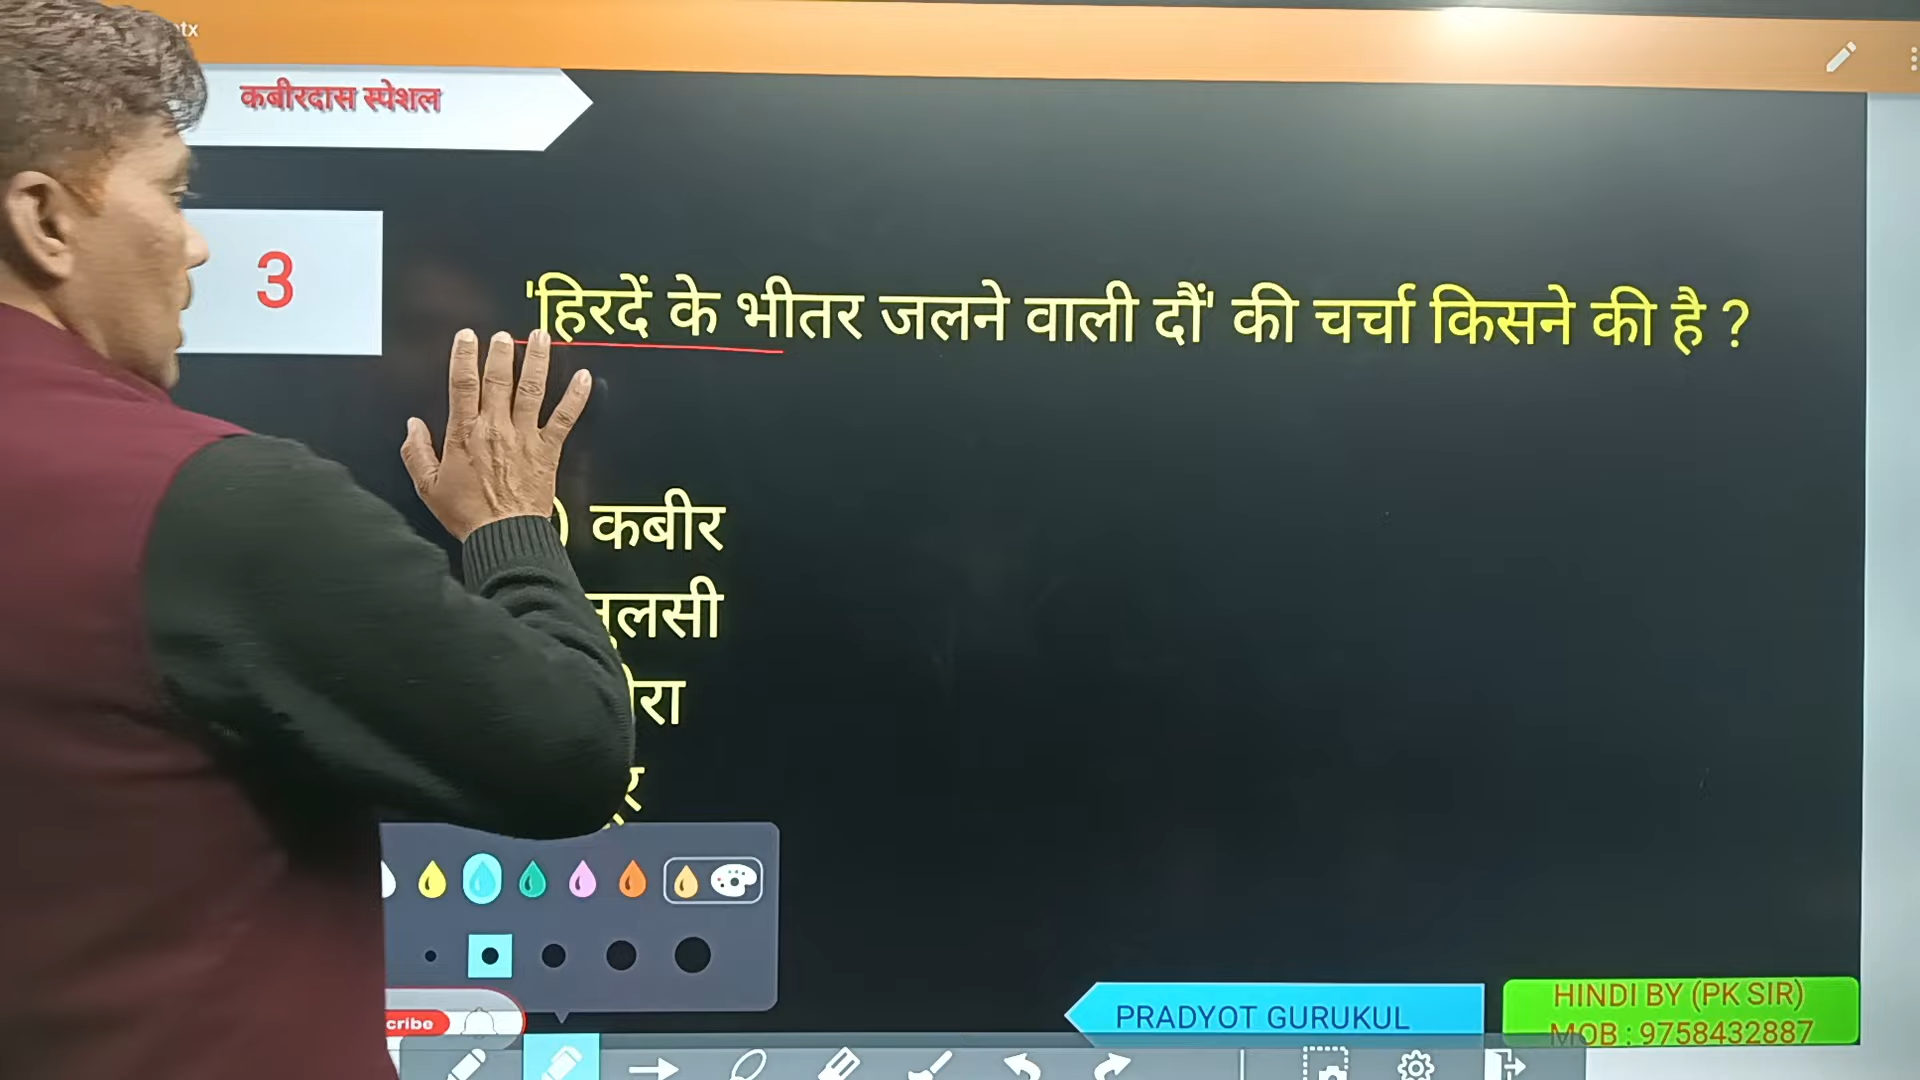 कबीरदास स्पेशल
3
'हिरदें के भीतर जलने वाली दौं' की चर्चा किसने की है ?
कबीर
PRADYOT GURUKUL
HINDI BY (PK SIR)
MOB : 9758432887